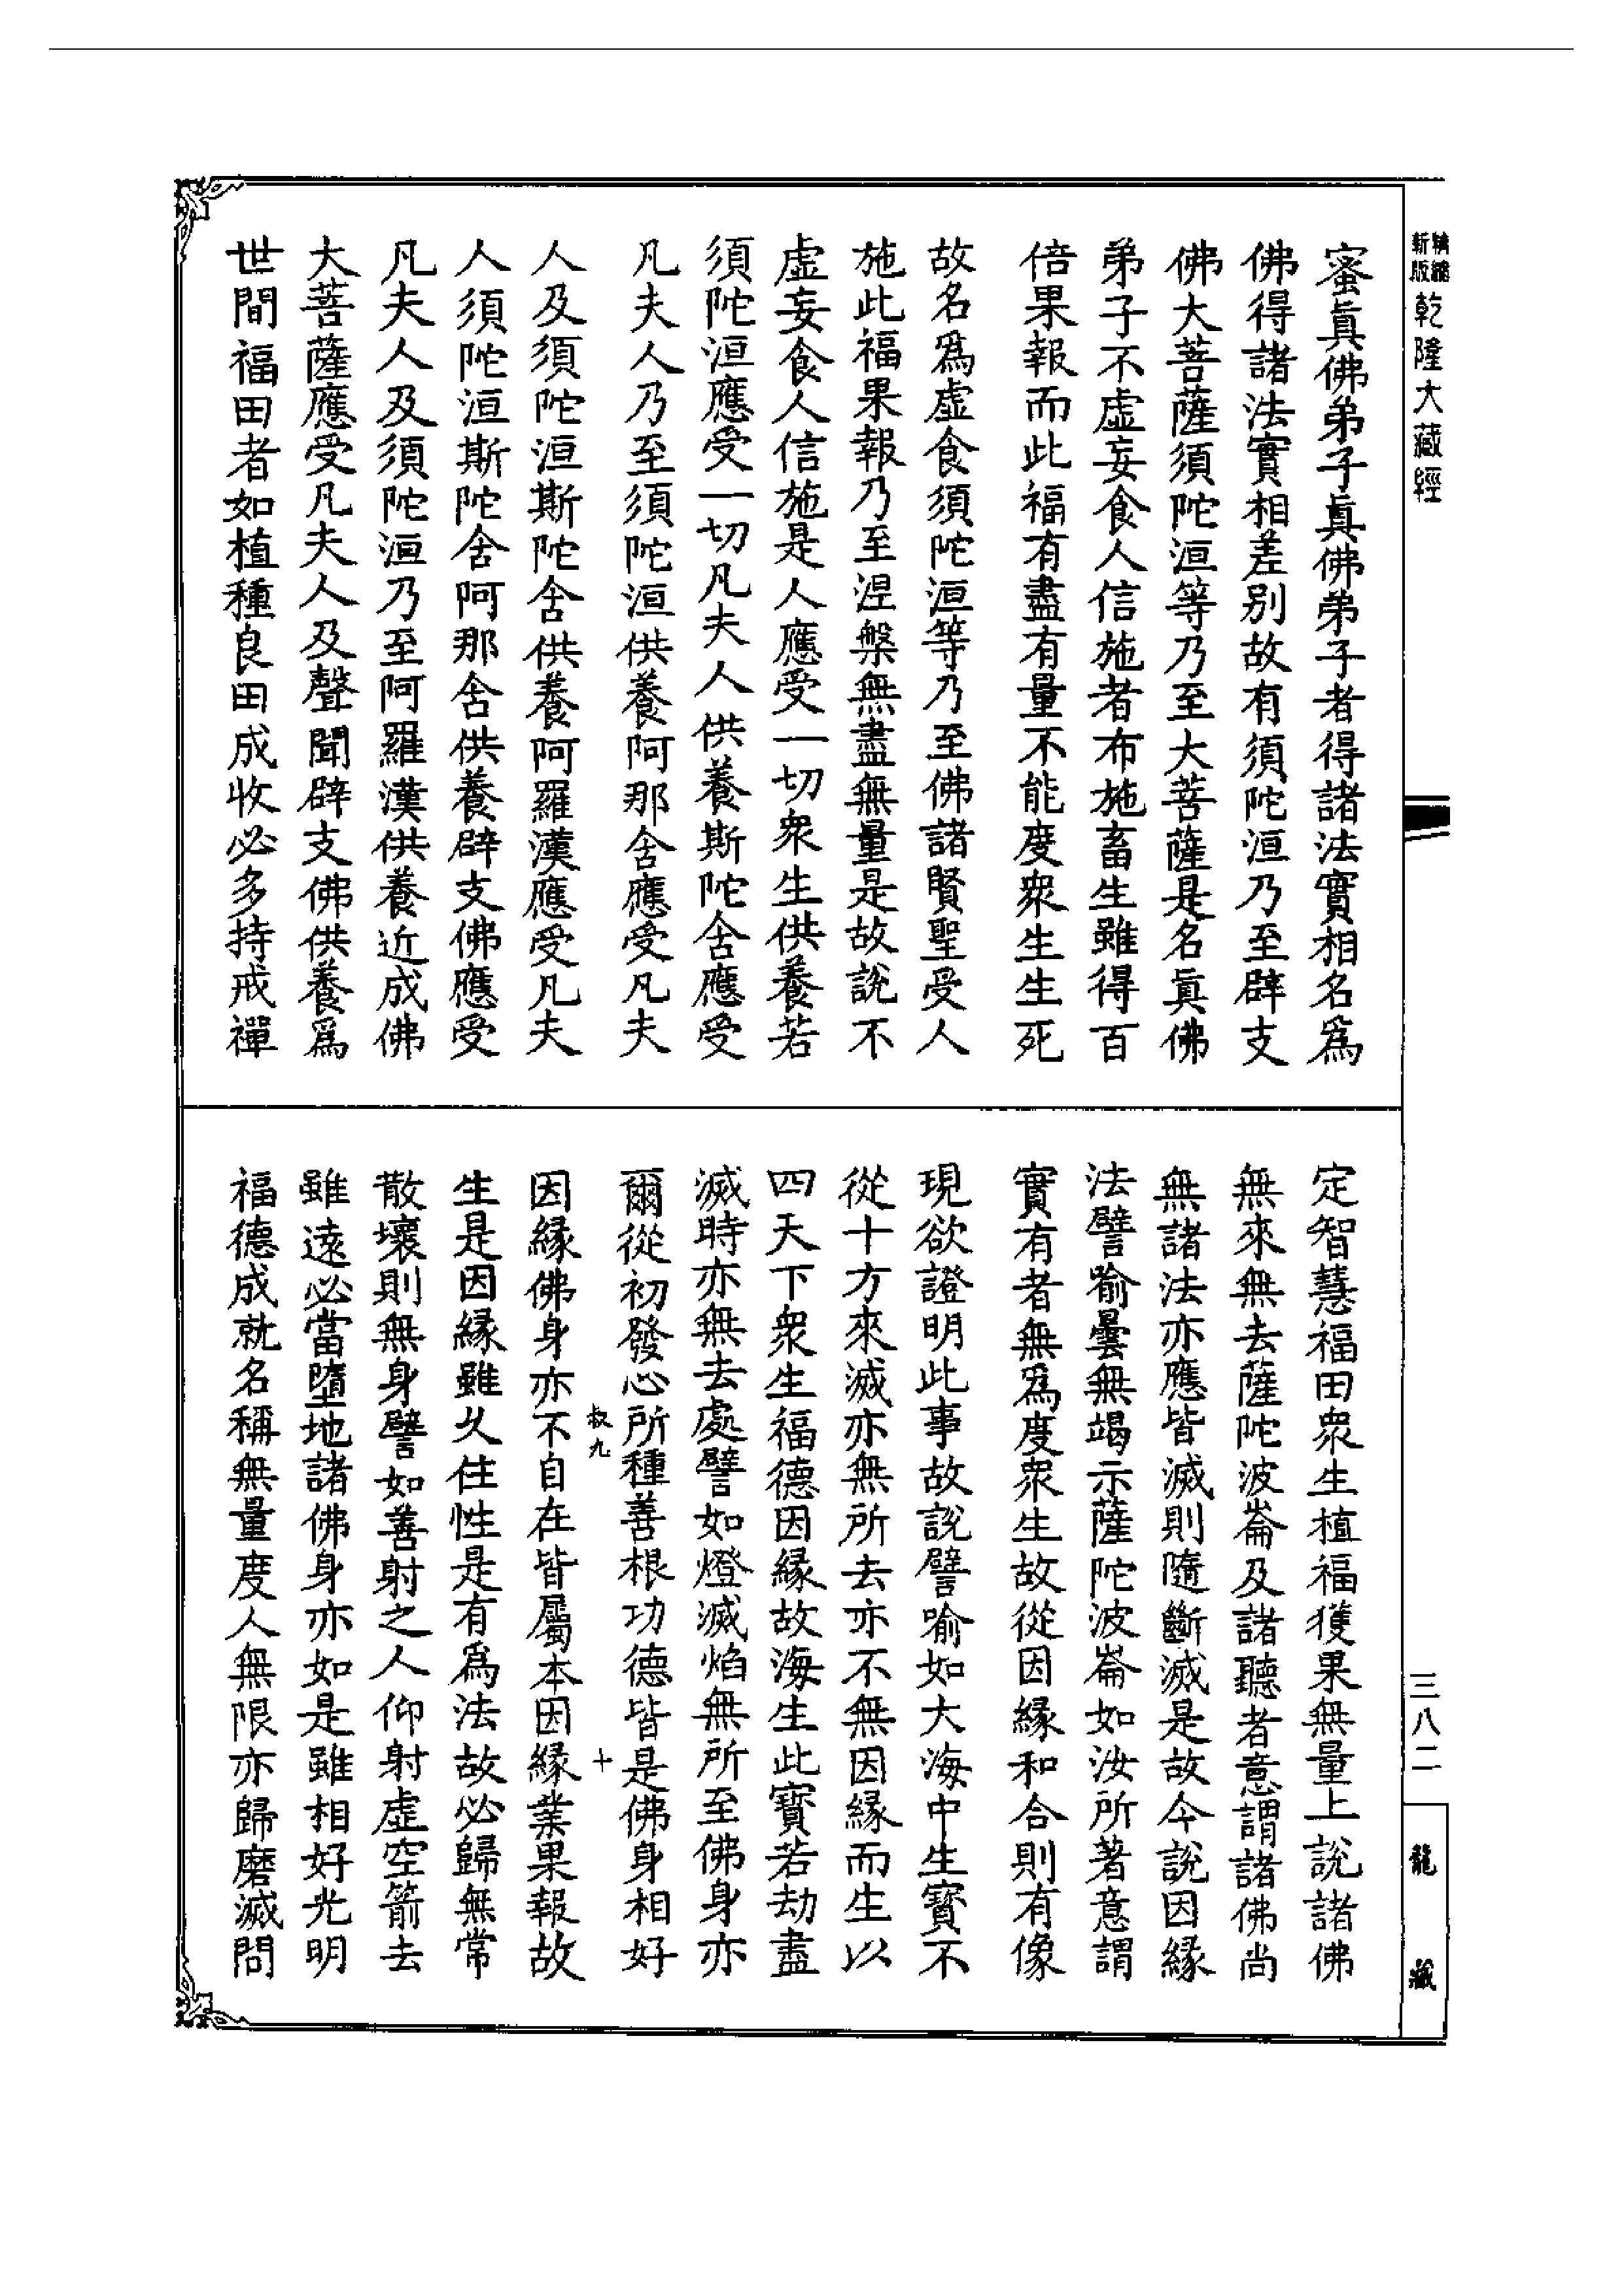 精縮新版乾隆大藏經
蜜眞佛弟子眞佛弟子者得諸法實相名爲
佛得諸法實相差別故有須陀洹乃至辟支
佛大菩薩須陀洹等乃至大菩薩是名眞佛
弟子不虛妄食人信施者布施畜生雖得百
倍果報而此福有盡有量不能度衆生生死
故名爲虛食須陀洹等乃至佛諸賢聖受人
施此福果報乃至涅槃無盡無量是故說不
虛妄食人信施是人應受一切衆生供養若
須陀洹應受一切凡夫人供養斯陀含應受
凡夫人乃至須陀洹供養阿那含應受凡夫
人及須陀洹斯陀含供養阿羅漢應受凡夫
人須陀洹斯陀含阿那含供養辟支佛應受
凡夫人及須陀洹乃至阿羅漢供養近成佛
大菩薩應受凡夫人及聲聞辟支佛供養爲
世間福田者如植種良田成收必多持戒禪
定智慧福田衆生植福獲果無量上說諸佛
無來無去薩陀波崙及諸聽者意謂諸佛尚
無諸法亦應皆滅則隨斷滅是故今說因緣
法譬喻曇無竭示薩陀波崙如汝所著意謂
實有者無爲度衆生故從因緣和合則有像
現欲證明此事故說譬喻如大海中生寶不
從十方來滅亦無所去亦不無因緣而生以
四天下衆生福德因緣故海生此寶若劫盡
滅時亦無去處譬如燈滅焰無所至佛身亦
爾從初發心所種善根功德皆是佛身相好
叔九
十
因緣佛身亦不自在皆屬本因緣業果報故
生是因緣雖久住性是有爲法故必歸無常
散壞則無身譬如善射之人仰射虛空箭去
雖遠必當墮地諸佛身亦如是雖相好光明
福德成就名稱無量度人無限亦歸磨滅問
三八二
龍藏